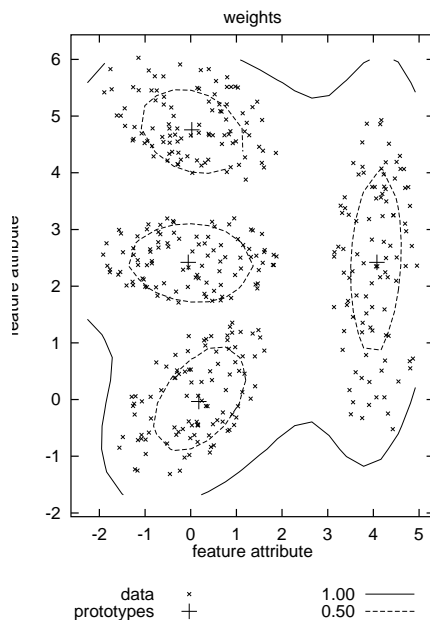 weights
6
5
4
3
2
1
0
-1
-2
feature attribute
-2 -1 0 1 2 3 4 5
feature attribute
data
prototypes
1.00
0.50